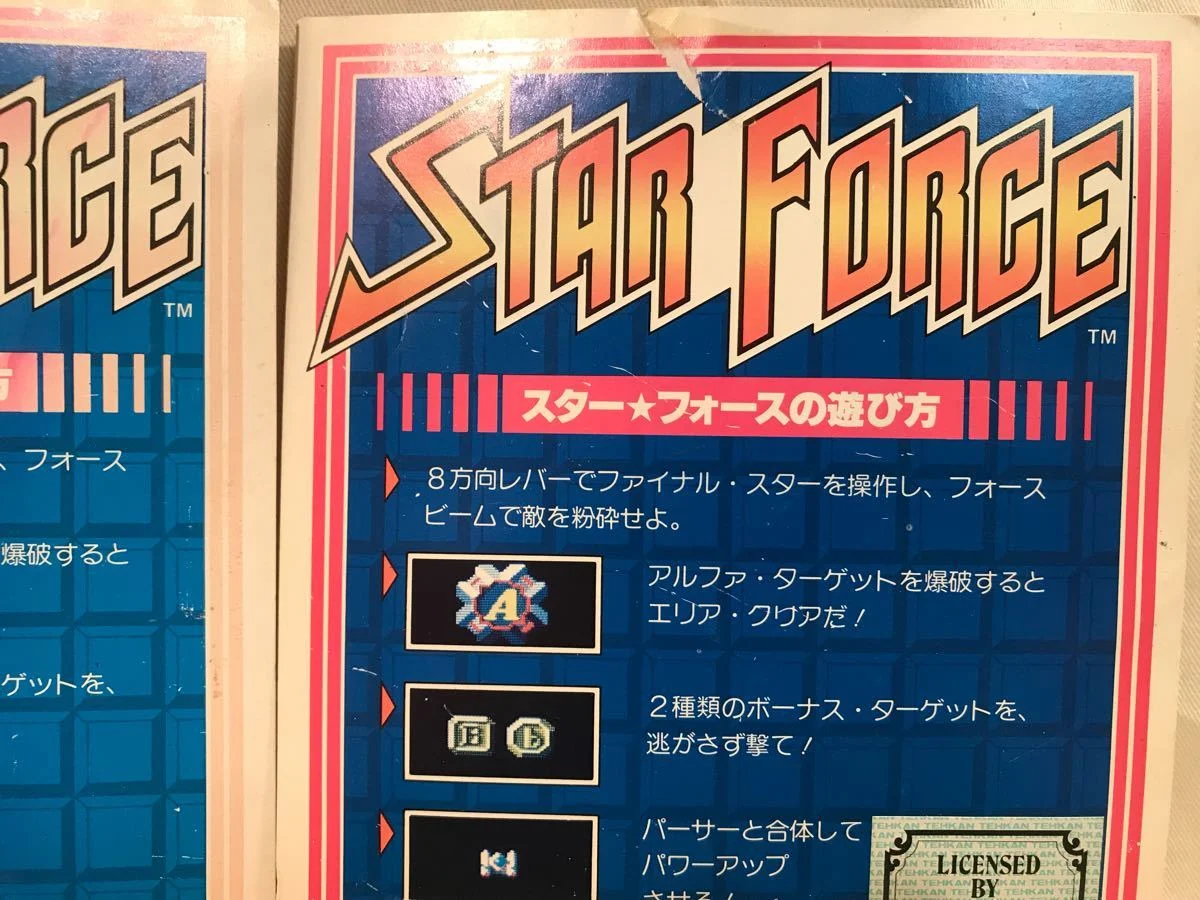 RCE
TM
方
、フォース
爆破すると
ゲットを、
STAR FORCE
TM
スター★フォースの遊び方
8方向レバーでファイナル・スターを操作し、フォース
ビームで敵を粉砕せよ。
A
アルファ・ターゲットを爆破すると
エリア・クリアだ!
B
2種類のボーナス・ターゲットを、
逃がさず撃て!
パーサーと合体して
パワーアップ
TEHKAN TEHKAN TEHKAN TEHKAN
LICENSED
BY